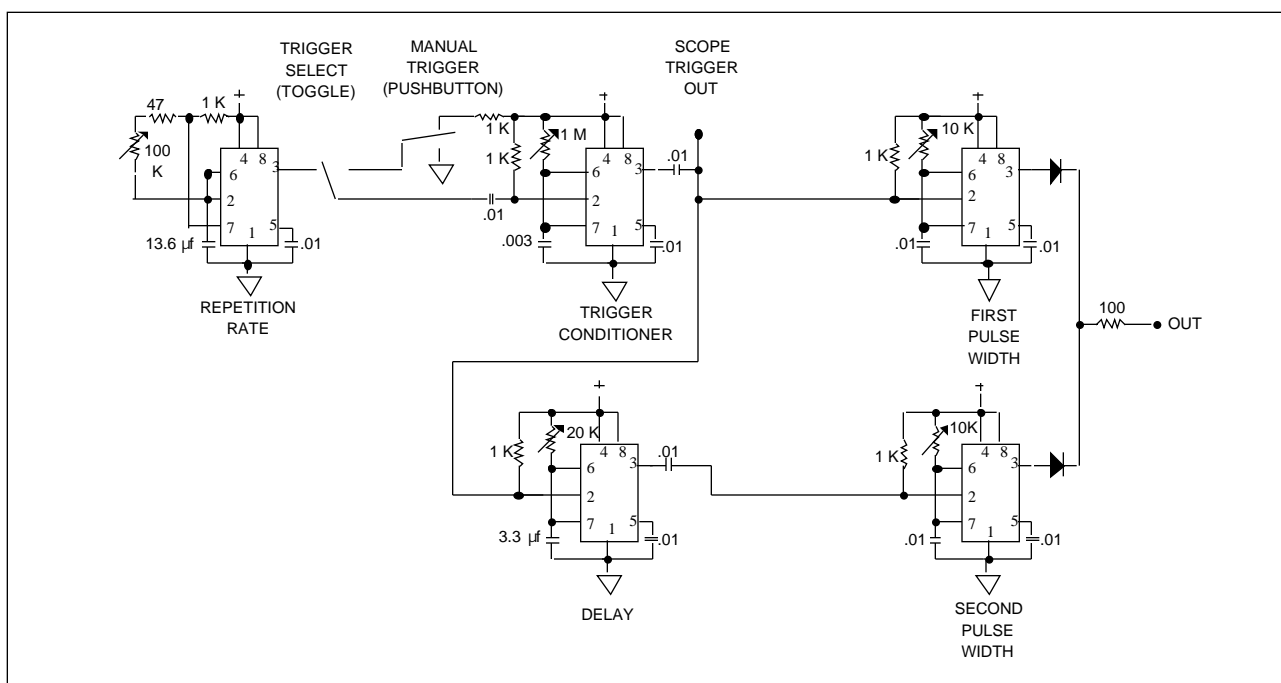 TRIGGER
SELECT
(TOGGLE)
MANUAL
TRIGGER
(PUSHBUTTON)
SCOPE
TRIGGER
OUT
47
1 K
+
100
K
4
8
6
3
2
7
1
5
13.6 µf
.01
REPETITION
RATE
1 K
1 K
.01
+
1 M
4
8
6
3
2
7
1
5
.003
.01
.01
TRIGGER
CONDITIONER
+
10 K
1 K
4
8
6
3
2
7
1
5
.01
.01
FIRST
PULSE
WIDTH
100
OUT
+
20 K
1 K
4
8
6
3
2
7
1
5
3.3 µf
.01
.01
DELAY
+
10K
1 K
4
8
6
3
2
7
1
5
.01
.01
SECOND
PULSE
WIDTH